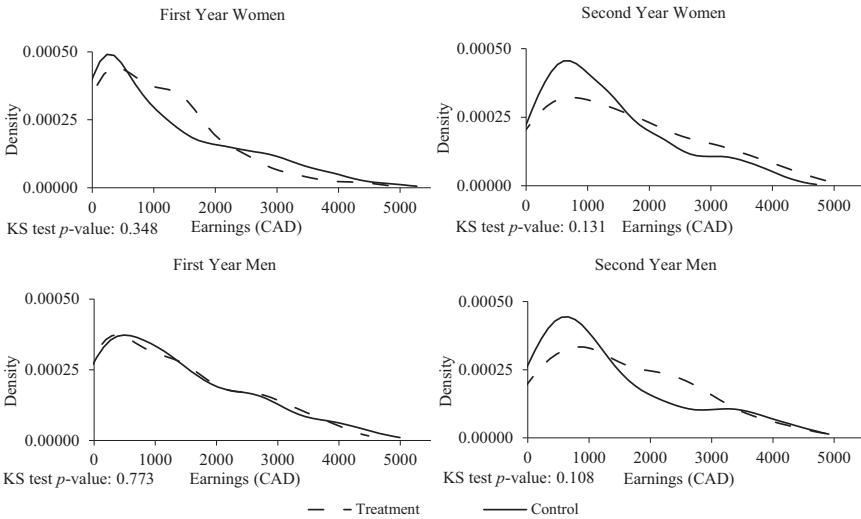 First Year Women
Density
0.00050
0.00025
0.00000
0 1000 2000 3000 4000 5000
KS test p-value: 0.348 Earnings (CAD)
Second Year Women
Density
0.00050
0.00025
0.00000
0 1000 2000 3000 4000 5000
KS test p-value: 0.131 Earnings (CAD)
First Year Men
Density
0.00050
0.00025
0.00000
0 1000 2000 3000 4000 5000
KS test p-value: 0.773 Earnings (CAD)
Second Year Men
Density
0.00050
0.00025
0.00000
0 1000 2000 3000 4000 5000
KS test p-value: 0.108 Earnings (CAD)
Treatment Control